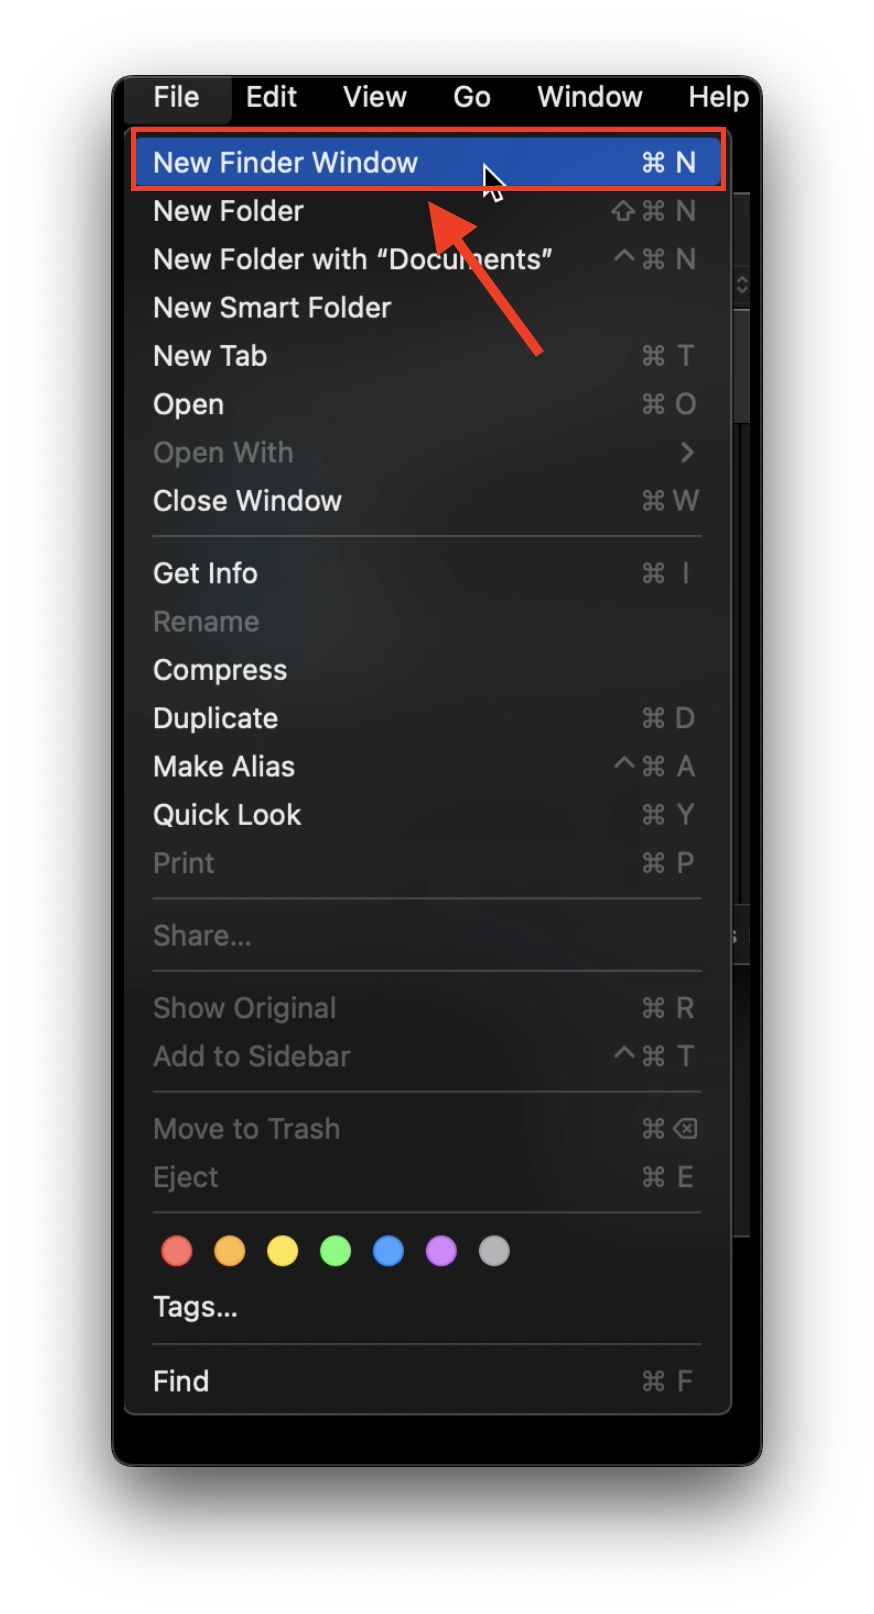 File Edit View Go Window Help
New Finder Window ⌘ N
New Folder ⇧ ⌘ N
New Folder with “Documents” ^ ⌘ N
New Smart Folder
New Tab ⌘ T
Open ⌘ O
Open With >
Close Window ⌘ W
Get Info ⌘ I
Rename
Compress
Duplicate ⌘ D
Make Alias ^ ⌘ A
Quick Look ⌘ Y
Print ⌘ P
Share...
Show Original ⌘ R
Add to Sidebar ^ ⌘ T
Move to Trash ⌘ ⌫
Eject ⌘ E
Tags...
Find ⌘ F